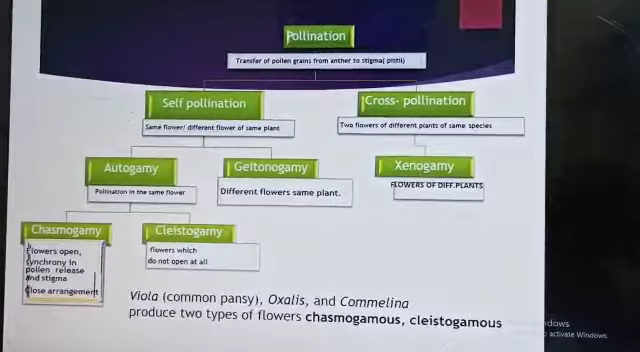 Pollination
Transfer of pollen grains from anther to stigma( pistil)
Self pollination
Cross- pollination
Same flower/ different flower of same plant
Two flowers of different plants of same species
Autogamy
Geitonogamy
Xenogamy
Pollination in the same flower
Different flowers same plant.
FLOWERS OF DIFF.PLANTS
Chasmogamy
Cleistogamy
Flowers open,
synchrony in
pollen release
and stigma
Close arrangement
flowers which
do not open at all
Viola (common pansy), Oxalis, and Commelina
produce two types of flowers chasmogamous, cleistogamous
dows
activate Windows.